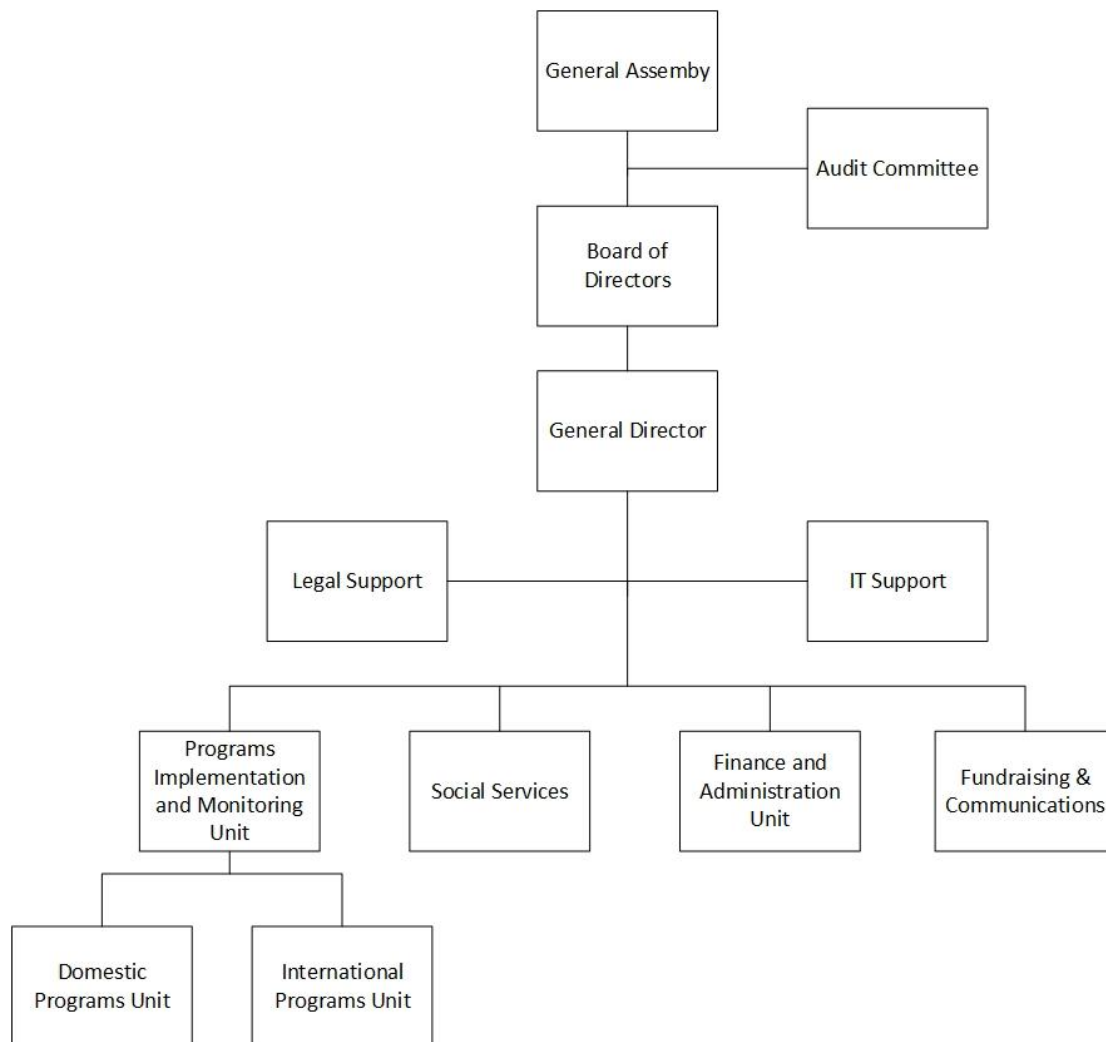 General Assemby
Audit Committee
Board of
Directors
General Director
Legal Support
IT Support
Programs
Implementation
and Monitoring
Unit
Social Services
Finance and
Administration
Unit
Fundraising &
Communications
Domestic
Programs Unit
International
Programs Unit